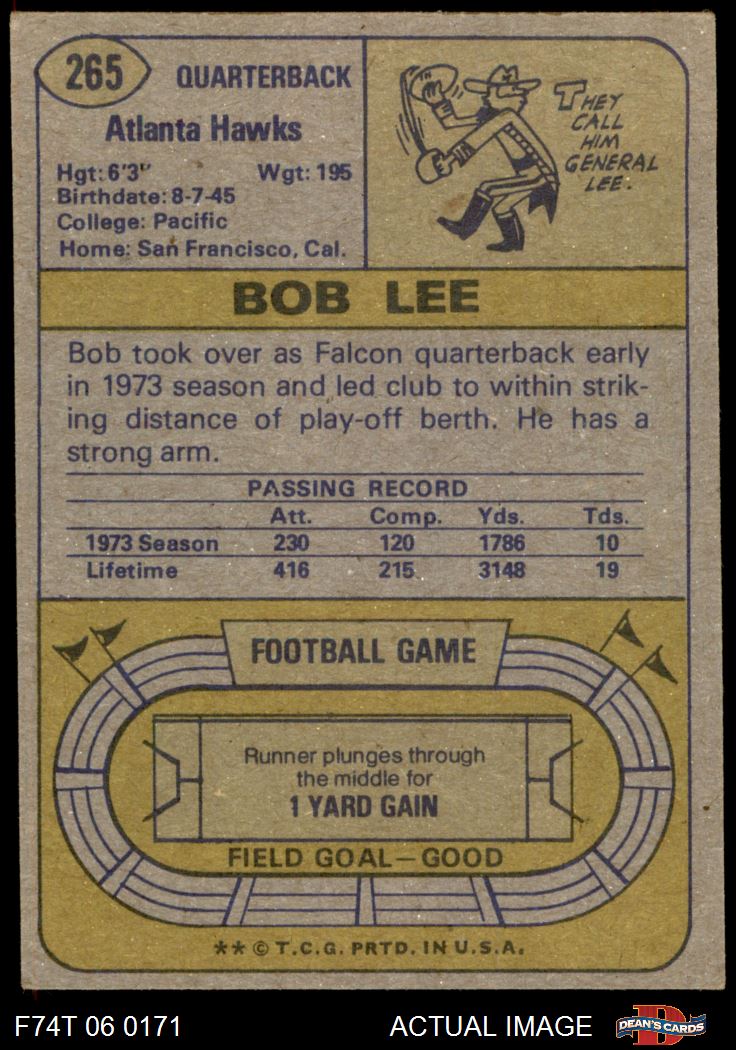 265
QUARTERBACK
Atlanta Hawks
Hgt: 6'3" Wgt: 195
Birthdate: 8-7-45
College: Pacific
Home: San Francisco, Cal.
THEY
CALL
HIM
GENERAL
LEE.
BOB LEE
Bob took over as Falcon quarterback early
in 1973 season and led club to within strik-
ing distance of play-off berth. He has a
strong arm.
PASSING RECORD
Att. Comp. Yds. Tds.
1973 Season 230 120 1786 10
Lifetime 416 215 3148 19
FOOTBALL GAME
Runner plunges through
the middle for
1 YARD GAIN
FIELD GOAL—GOOD
** © T.C.G. PRTD. IN U.S.A.
F74T 06 0171 ACTUAL IMAGE
D
DEAN'S CARDS